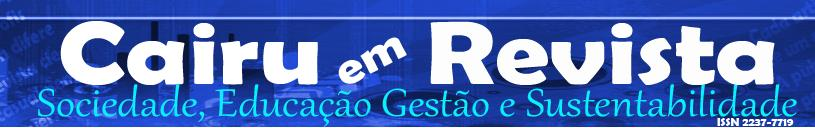 Cairu em Revista
Sociedade, Educação Gestão e Sustentabilidade
ISSN 2237-7719